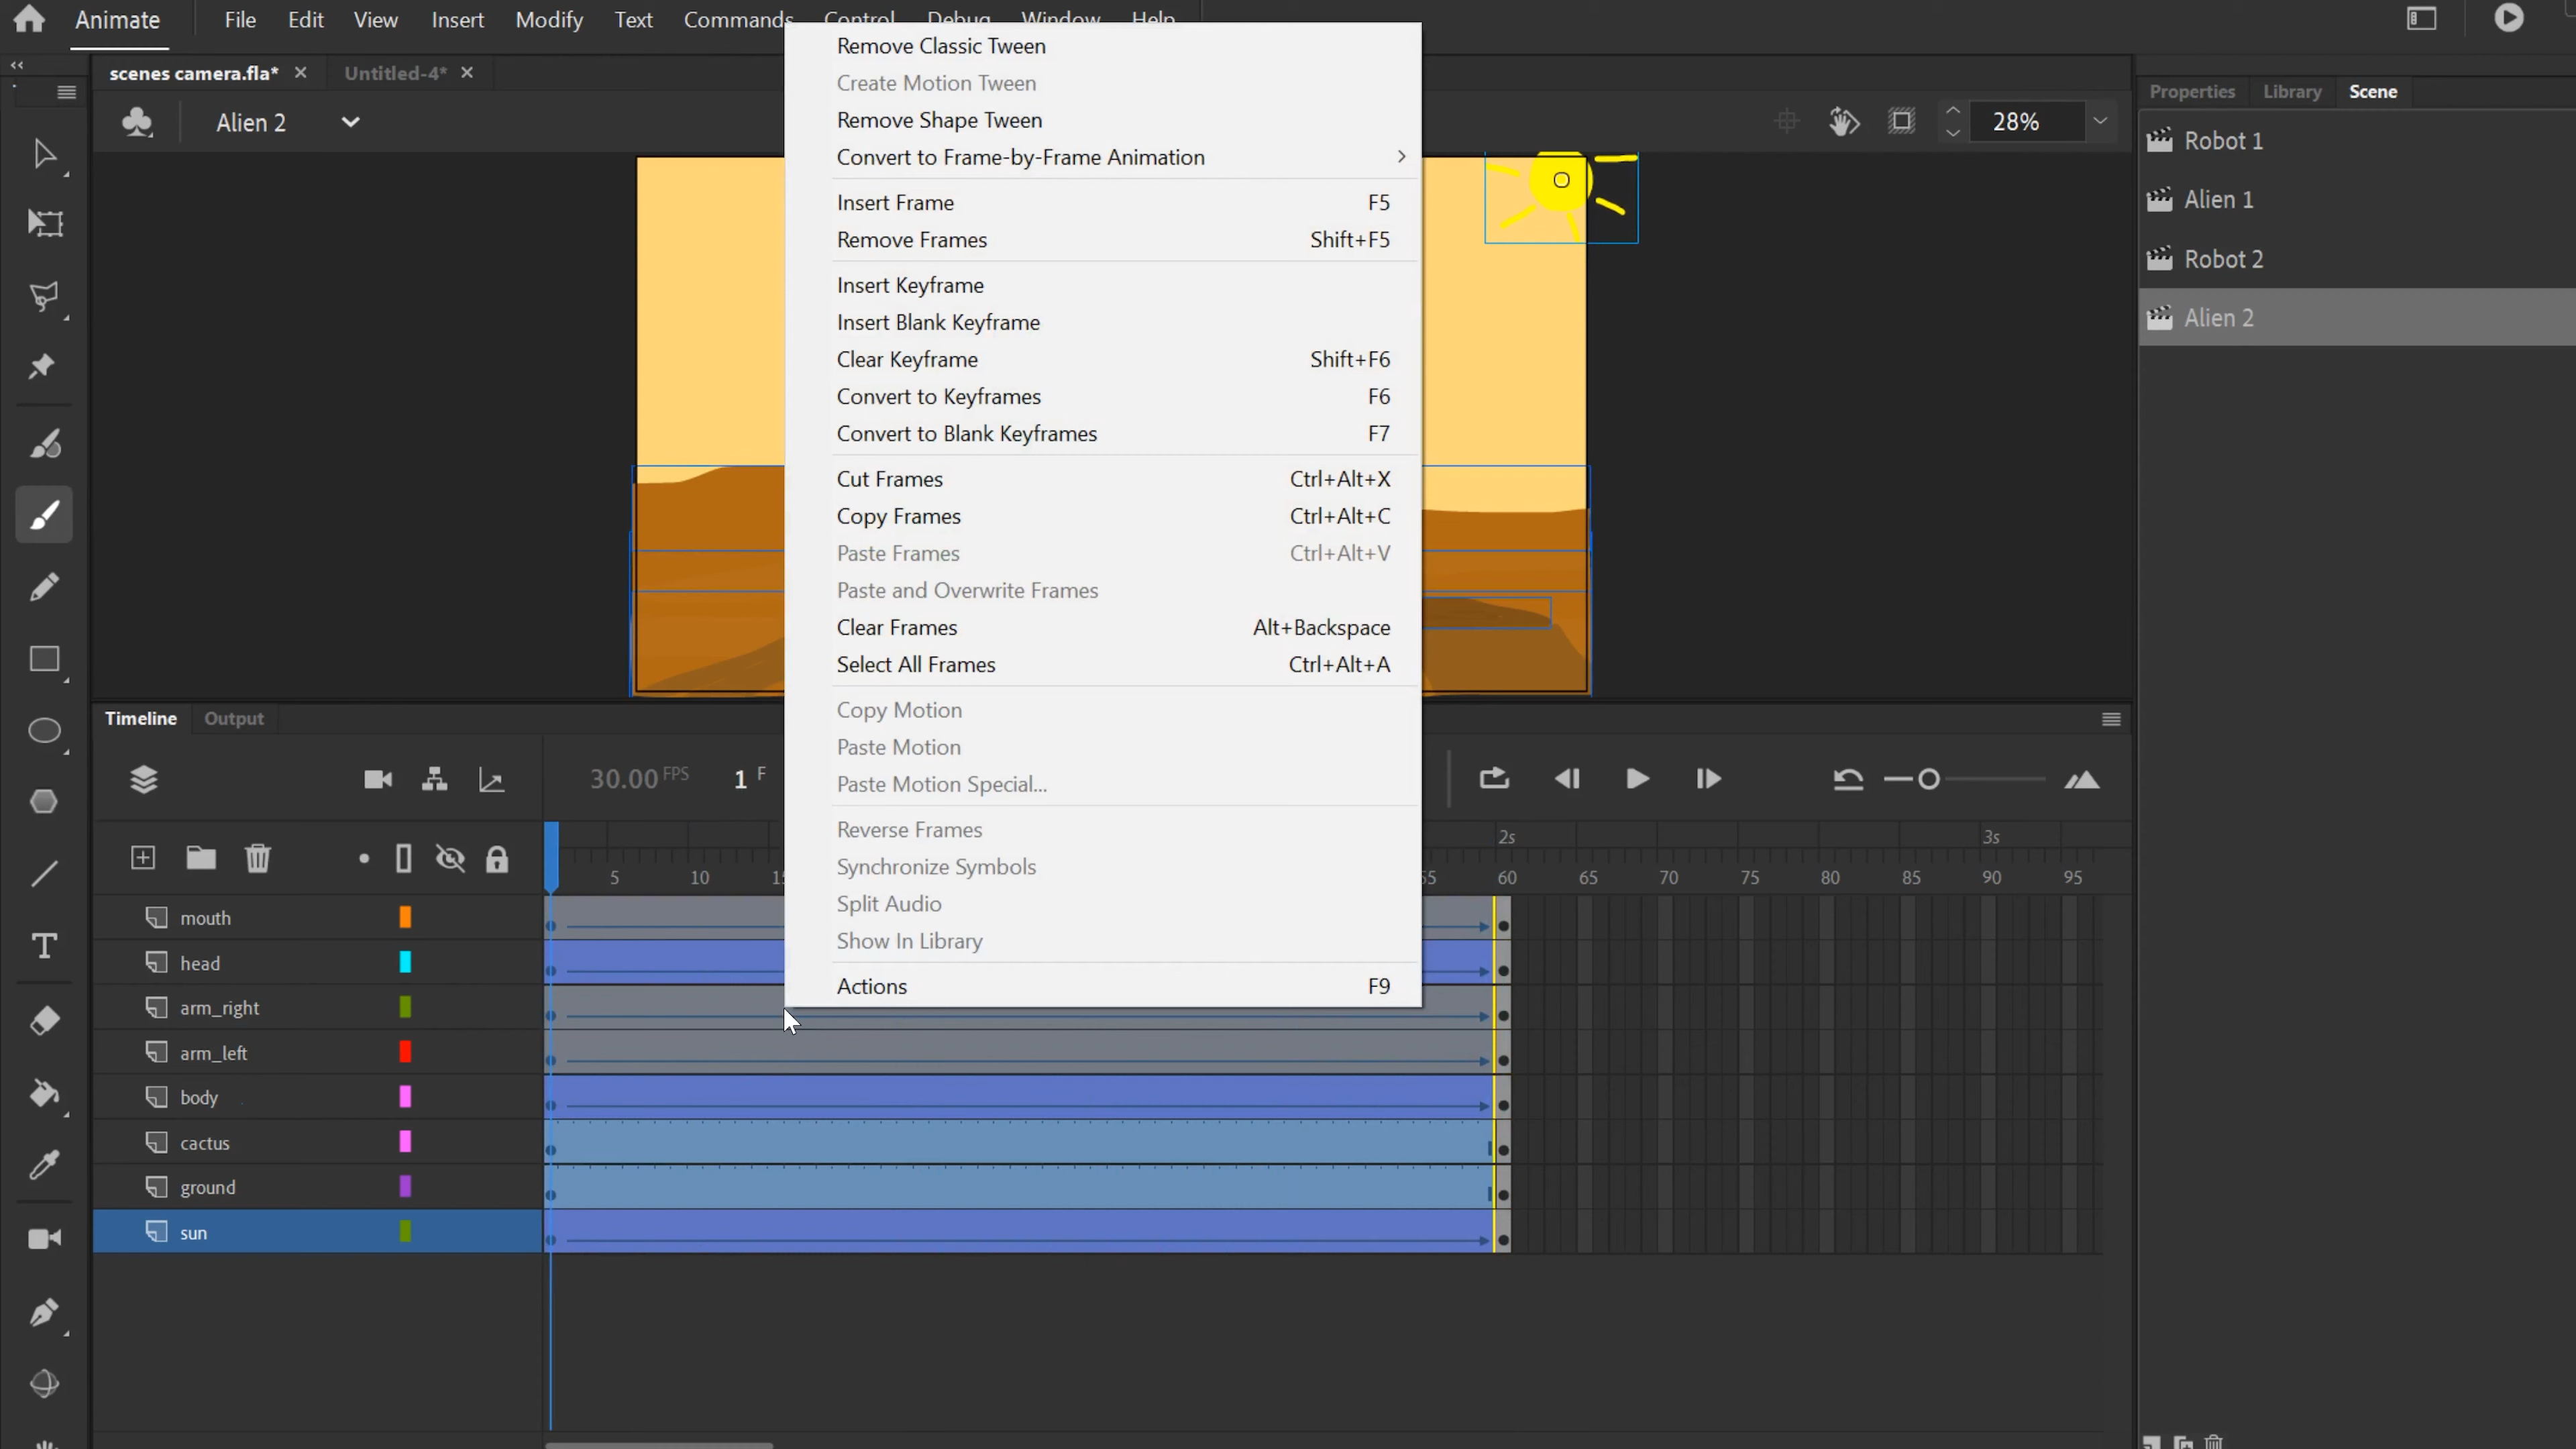 Animate File Edit View Insert Modify Text Commands Control Debug Window Help
scenes camera.fla* Untitled-4*
Alien 2
28%
Properties Library Scene
Robot 1
Alien 1
Robot 2
Alien 2
Remove Classic Tween
Create Motion Tween
Remove Shape Tween
Convert to Frame-by-Frame Animation
Insert Frame F5
Remove Frames Shift+F5
Insert Keyframe
Insert Blank Keyframe
Clear Keyframe Shift+F6
Convert to Keyframes F6
Convert to Blank Keyframes F7
Cut Frames Ctrl+Alt+X
Copy Frames Ctrl+Alt+C
Paste Frames Ctrl+Alt+V
Paste and Overwrite Frames
Clear Frames Alt+Backspace
Select All Frames Ctrl+Alt+A
Copy Motion
Paste Motion
Paste Motion Special...
Reverse Frames
Synchronize Symbols
Split Audio
Show In Library
Actions F9
Timeline Output
30.00 FPS 1 F
2s 3s
5 10 60 65 70 75 80 85 90 95
mouth
head
arm_right
arm_left
body
cactus
ground
sun